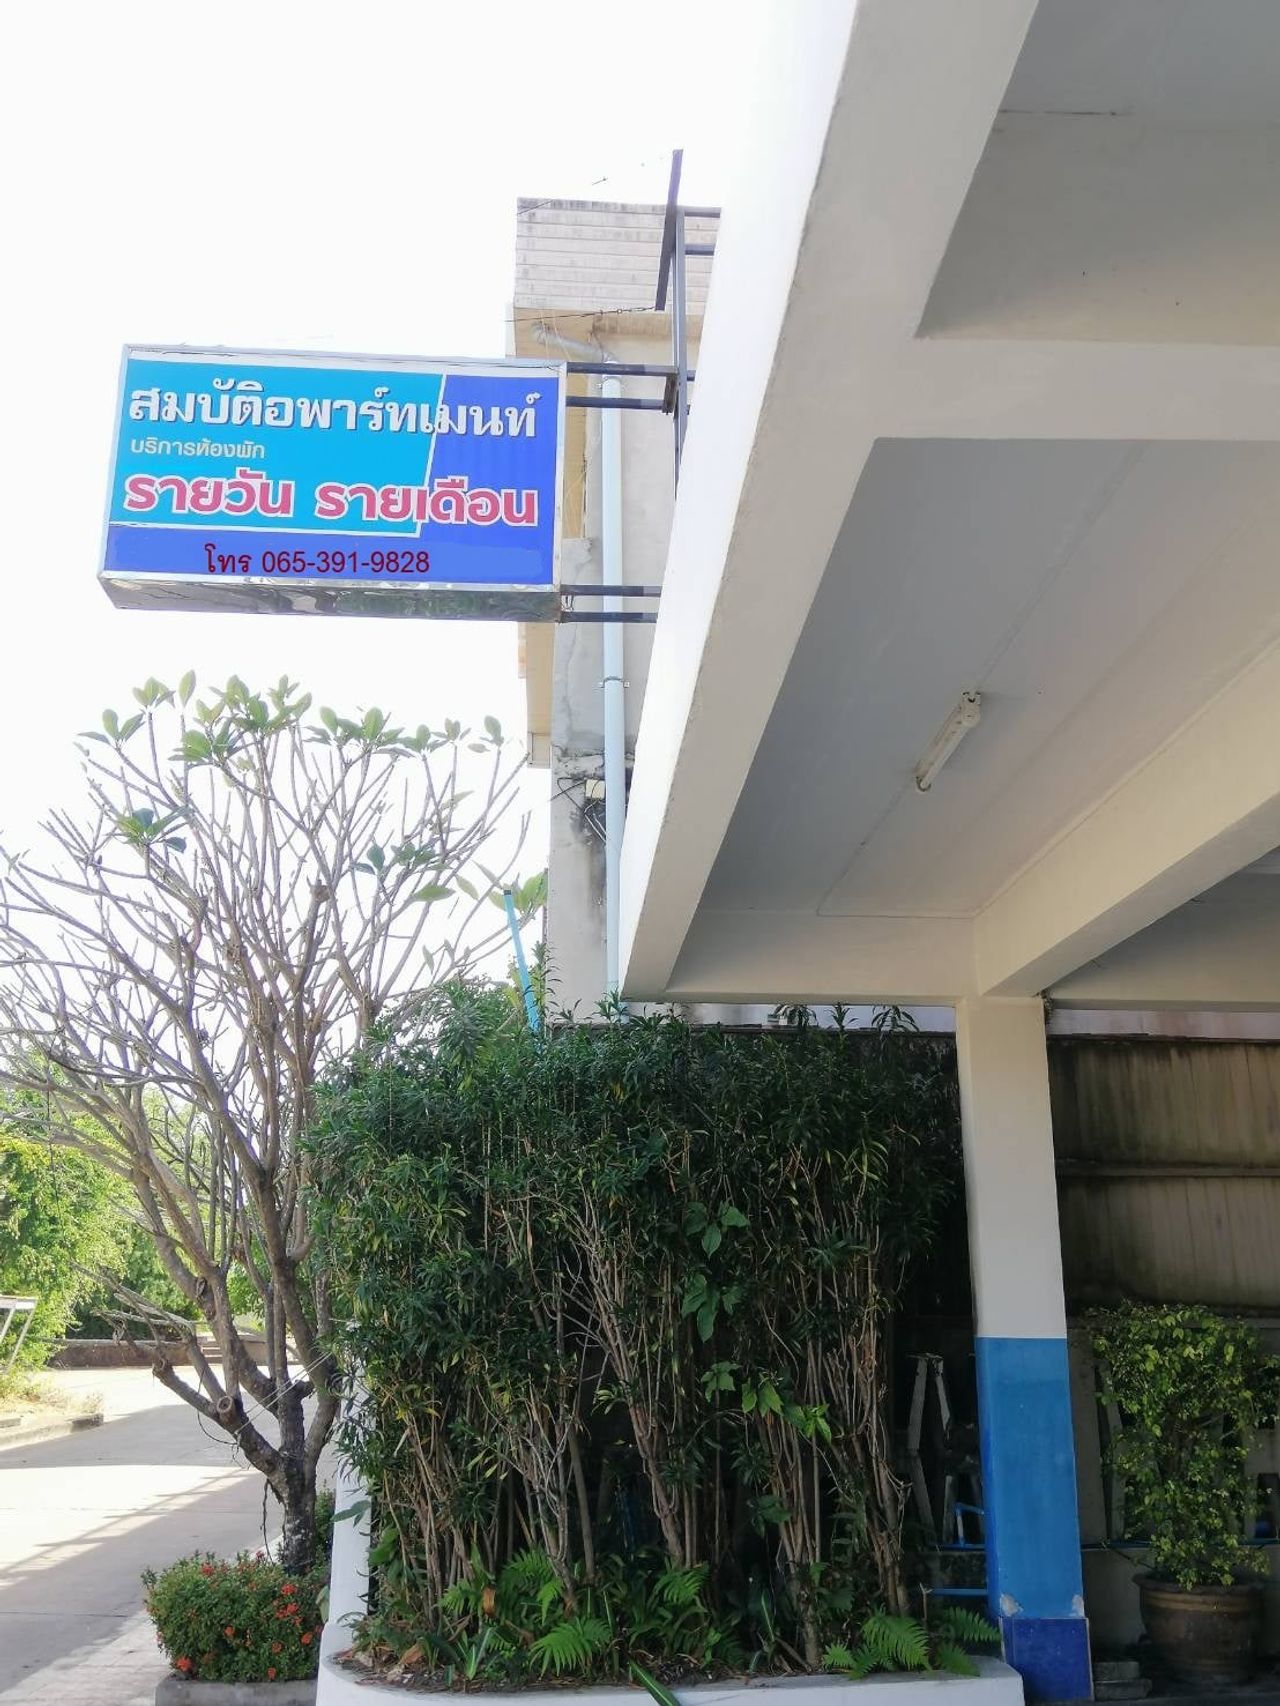 สมบัติอพาร์ทเมนท์
บริการห้องพัก
รายวัน รายเดือน
โทร 065-391-9828